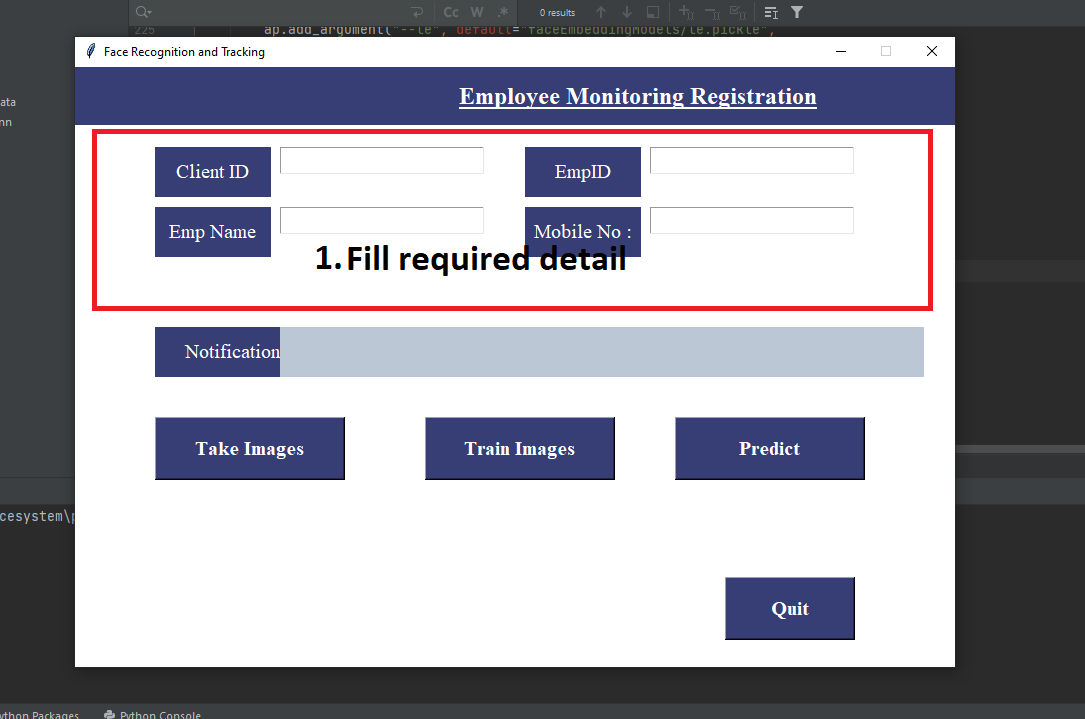 Cc W .* 0 results
225 ap.add_argument("--le", default="faceEmbeddingModels/le.pickle",
Face Recognition and Tracking
ata
nn
Employee Monitoring Registration
Client ID EmpID
Emp Name Mobile No :
1. Fill required detail
Notification
Take Images Train Images Predict
cesystem\p
Quit
ython Packages Python Console